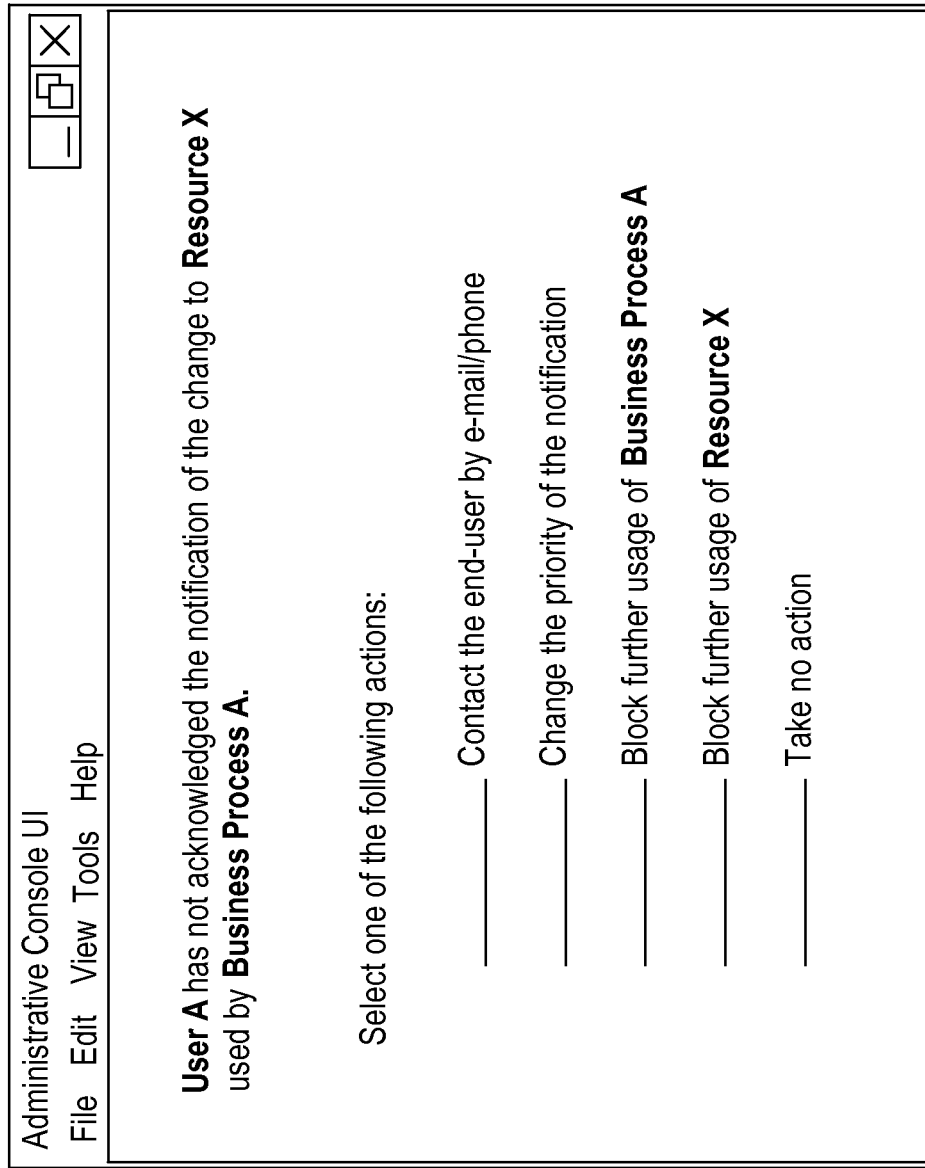 Administrative Console UI
File Edit View Tools Help
User A has not acknowledged the notification of the change to Resource X
used by Business Process A.
Select one of the following actions:
Contact the end-user by e-mail/phone
Change the priority of the notification
Block further usage of Business Process A
Block further usage of Resource X
Take no action